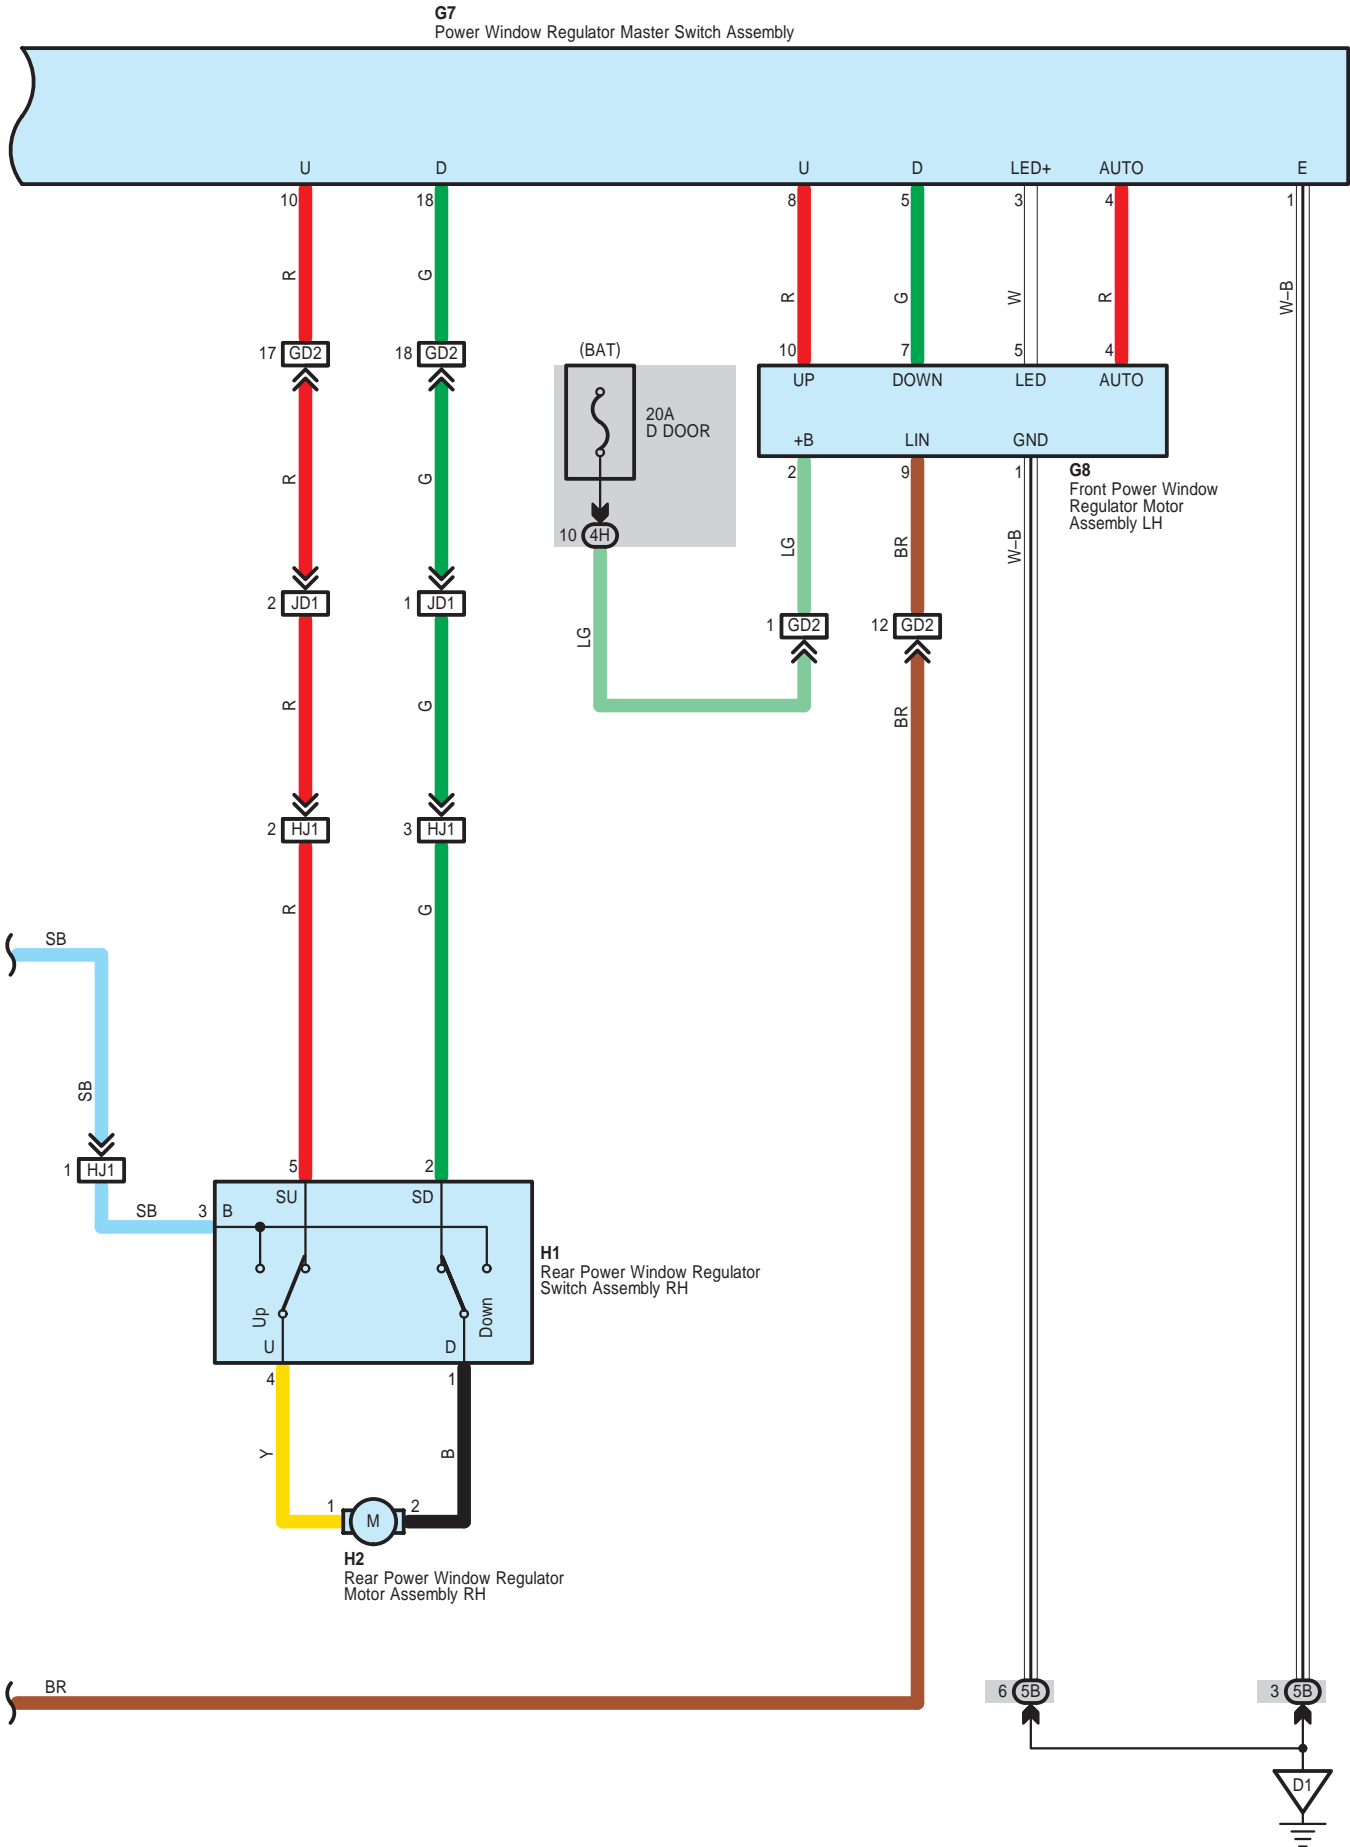 G7
Power Window Regulator Master Switch Assembly
U D U D LED+ AUTO E
10 18 8 5 3 4 1
R G R G W R W–B
17 GD2 18 GD2 (BAT) 10 7 5 4
UP DOWN LED AUTO
20A
D DOOR
+B LIN GND
R G 2 9 1 G8
Front Power Window
Regulator Motor
Assembly LH
10 4H LG BR W–B
2 JD1 1 JD1
LG 1 GD2 12 GD2
R G BR
2 HJ1 3 HJ1
R G
SB
SB
1 HJ1 5 2
SU SD
SB 3 B
H1
Rear Power Window Regulator
Switch Assembly RH
Up Down
U D
4 1
Y B
1 M 2
H2
Rear Power Window Regulator
Motor Assembly RH
BR 6 5B 3 5B
D1